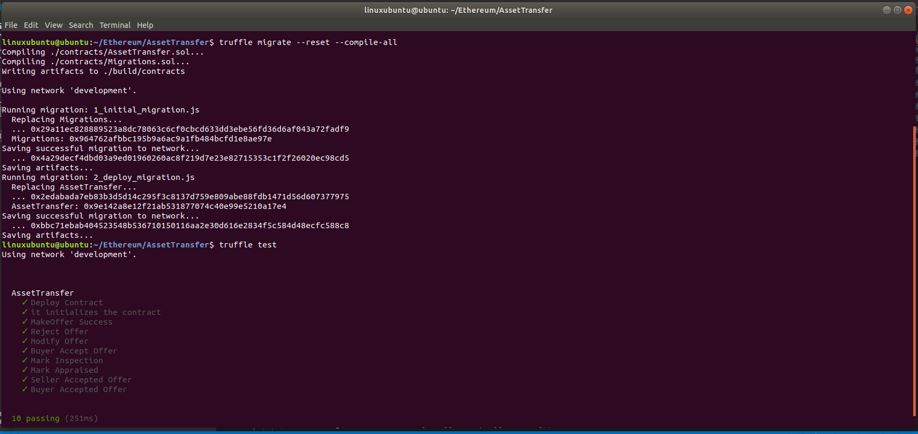 linuxubuntu@ubuntu: ~/Ethereum/AssetTransfer
File Edit View Search Terminal Help
linuxubuntu@ubuntu:~/Ethereum/AssetTransfer$ truffle migrate --reset --compile-all
Compiling ./contracts/AssetTransfer.sol...
Compiling ./contracts/Migrations.sol...
Writing artifacts to ./build/contracts
Using network 'development'.
Running migration: 1_initial_migration.js
Replacing Migrations...
... 0x29a11ec828889523a8dc78063c6cf0cbcd633dd3ebe56fd36d6af043a72fadf9
Migrations: 0x964762afbbc195b9a6ac9a1fb484bcfd1e8ae97e
Saving successful migration to network...
... 0x4a29decf4dbd03a9ed01960260ac8f219d7e23e82715353c1f2f26020ec98cd5
Saving artifacts...
Running migration: 2_deploy_migration.js
Replacing AssetTransfer...
... 0x2edabada7eb83b3d5d14c295f3c8137d759e809abe88fdb1471d56d607377975
AssetTransfer: 0x9e142a8e12f21ab531877074c40e99e5210a17e4
Saving successful migration to network...
... 0xbbc71ebab404523548b536710150116aa2e30d616e2834f5c584d48ecfc588c8
Saving artifacts...
linuxubuntu@ubuntu:~/Ethereum/AssetTransfer$ truffle test
Using network 'development'.
AssetTransfer
✓ Deploy Contract
✓ it initializes the contract
✓ MakeOffer Success
✓ Reject Offer
✓ Modify Offer
✓ Buyer Accept Offer
✓ Mark Inspection
✓ Mark Appraised
✓ Seller Accepted Offer
✓ Buyer Accepted Offer
10 passing (251ms)